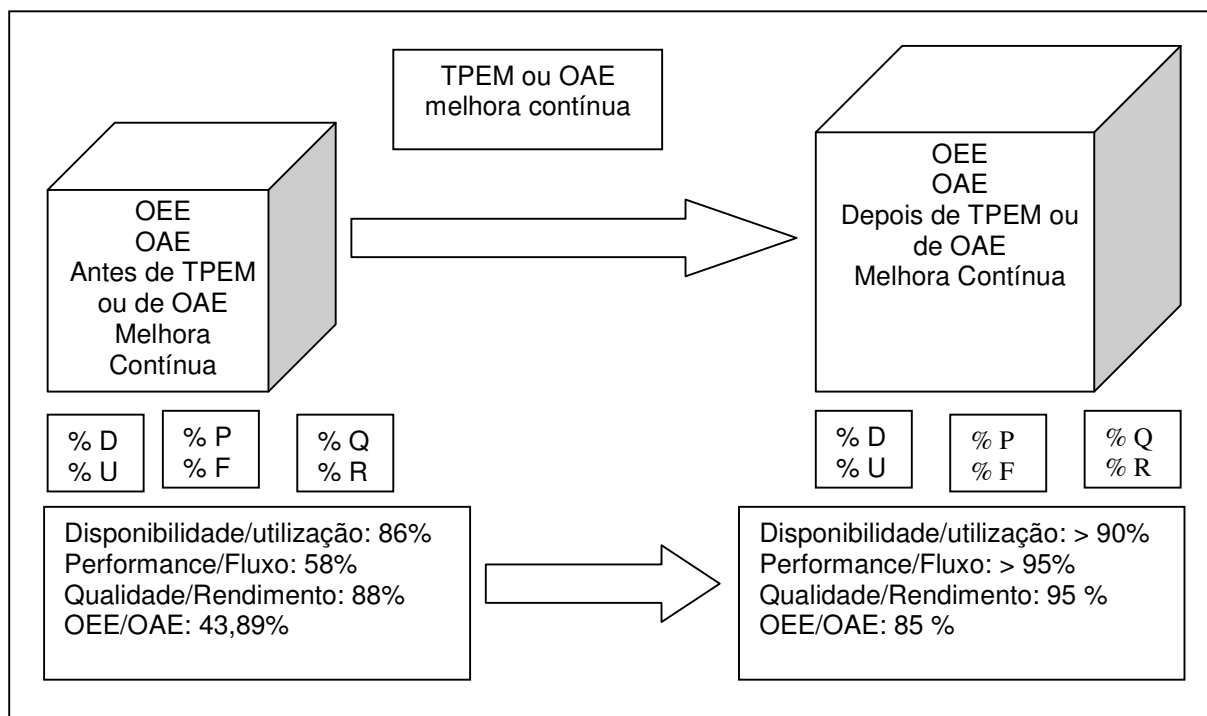 TPEM ou OAE
melhora contínua
OEE
OAE
Antes de TPEM
ou de OAE
Melhora
Contínua
OEE
OAE
Depois de TPEM ou
de OAE
Melhora Contínua
% D
% U
% P
% F
% Q
% R
% D
% U
% P
% F
% Q
% R
Disponibilidade/utilização: 86%
Performance/Fluxo: 58%
Qualidade/Rendimento: 88%
OEE/OAE: 43,89%
Disponibilidade/utilização: > 90%
Performance/Fluxo: > 95%
Qualidade/Rendimento: 95 %
OEE/OAE: 85 %